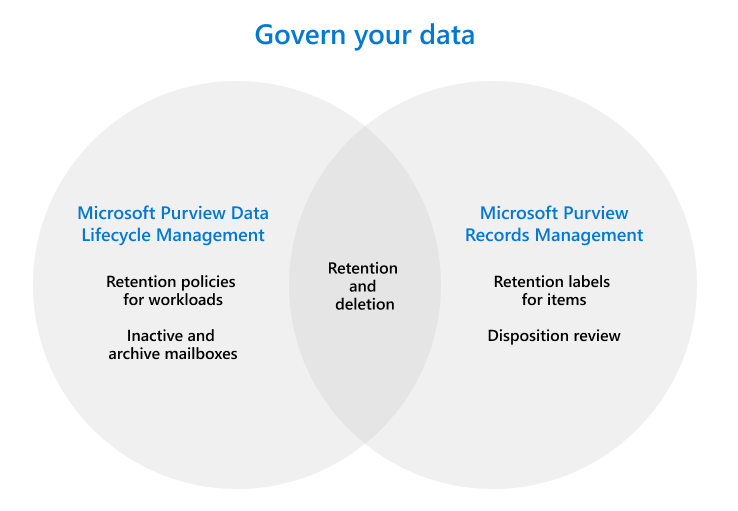 Govern your data
Microsoft Purview Data
Lifecycle Management
Retention policies
for workloads
Inactive and
archive mailboxes
Retention
and
deletion
Microsoft Purview
Records Management
Retention labels
for items
Disposition review